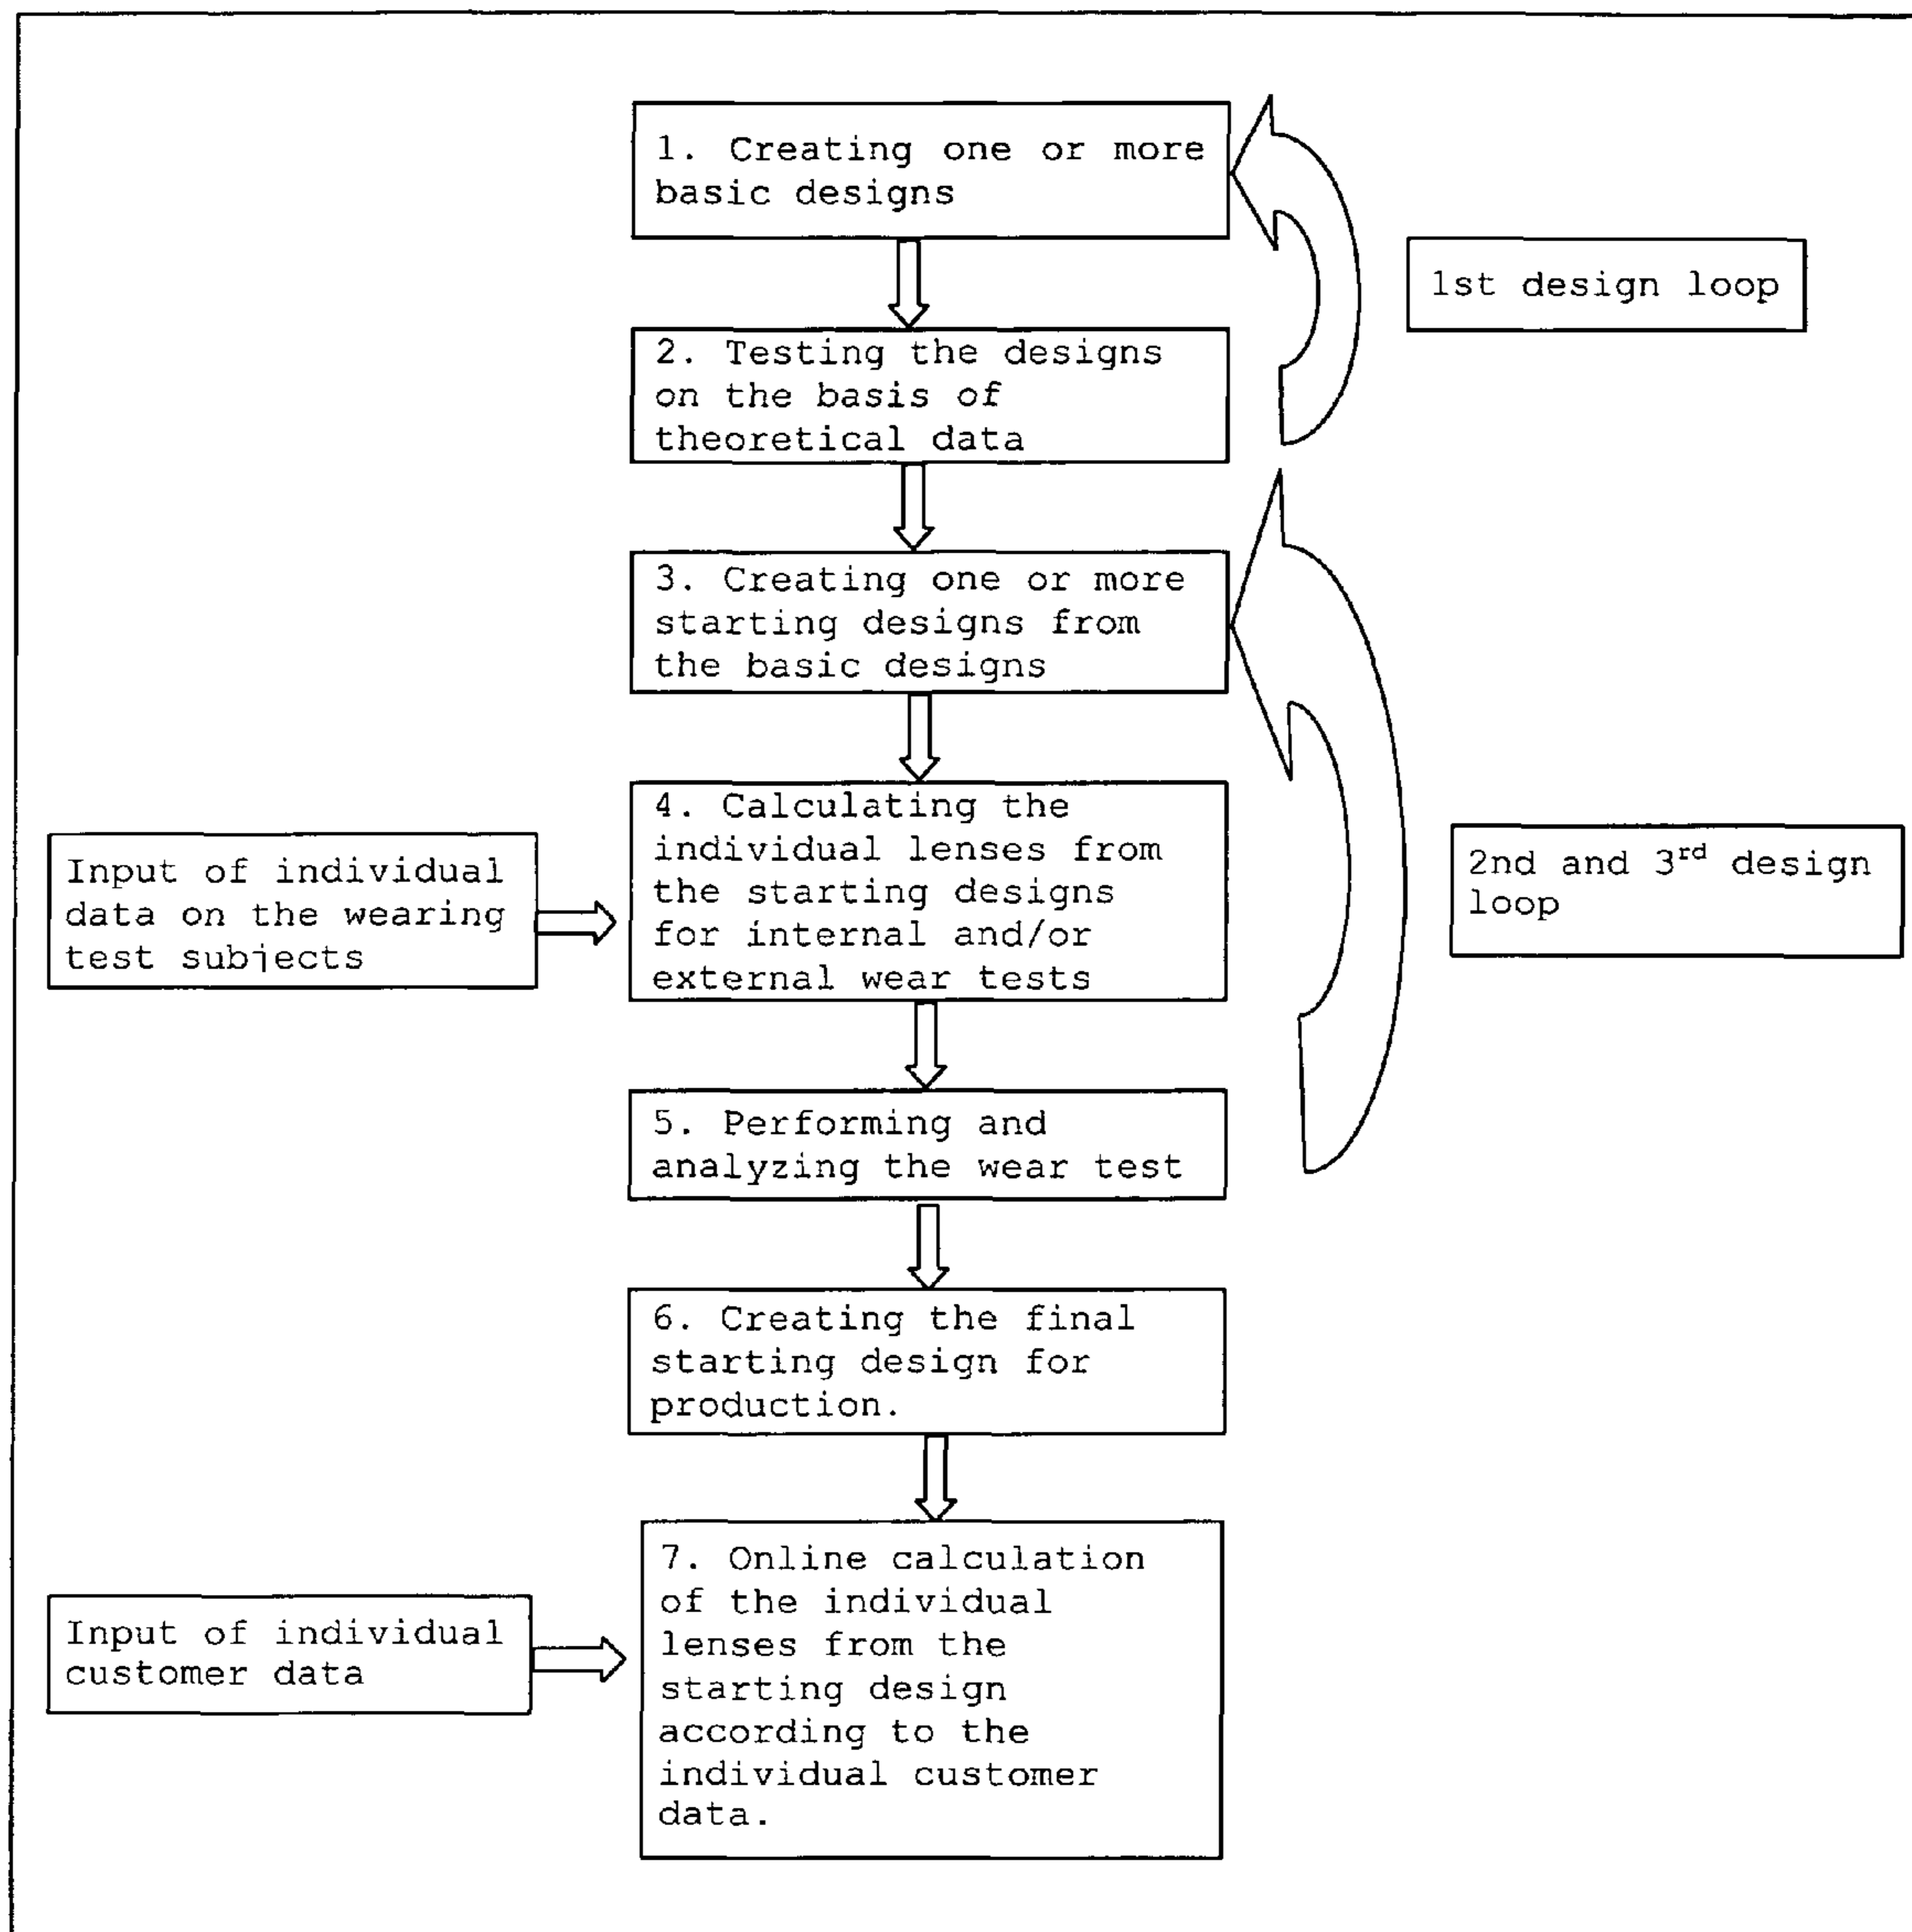 1. Creating one or more
basic designs
1st design loop
2. Testing the designs
on the basis of
theoretical data
3. Creating one or more
starting designs from
the basic designs
4. Calculating the
individual lenses from
the starting designs
for internal and/or
external wear tests
Input of individual
data on the wearing
test subjects
2nd and 3rd design
loop
5. Performing and
analyzing the wear test
6. Creating the final
starting design for
production.
7. Online calculation
of the individual
lenses from the
starting design
according to the
individual customer
data.
Input of individual
customer data